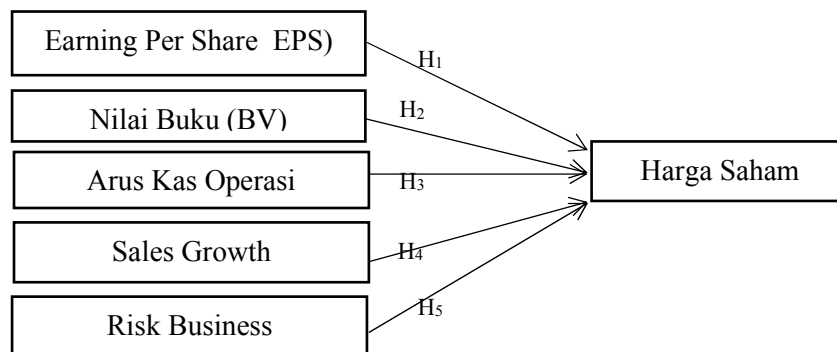 Earning Per Share EPS)
H1
Nilai Buku (BV)
H2
Arus Kas Operasi
H3
Harga Saham
Sales Growth
H4
Risk Business
H5